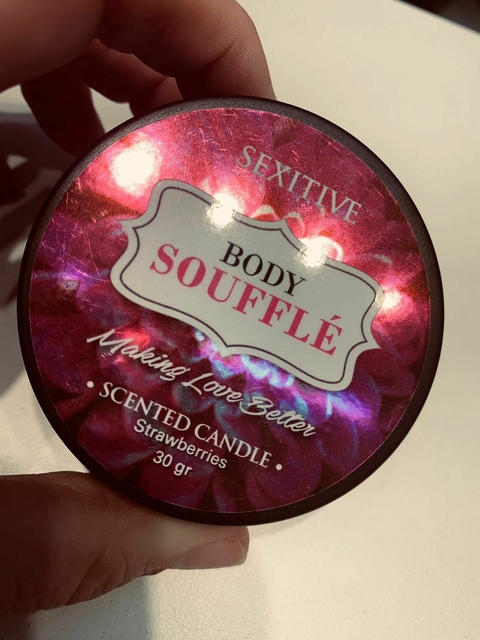 SEXITIVE
BODY
SOUFFLÉ
Making Love Better
• SCENTED CANDLE •
Strawberries
30 gr